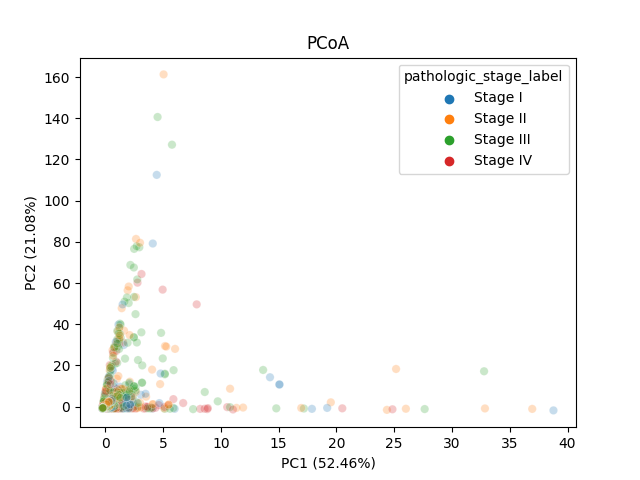 PCoA
pathologic_stage_label
Stage I
Stage II
Stage III
Stage IV
PC2 (21.08%)
160
140
120
100
80
60
40
20
0
0 5 10 15 20 25 30 35 40
PC1 (52.46%)